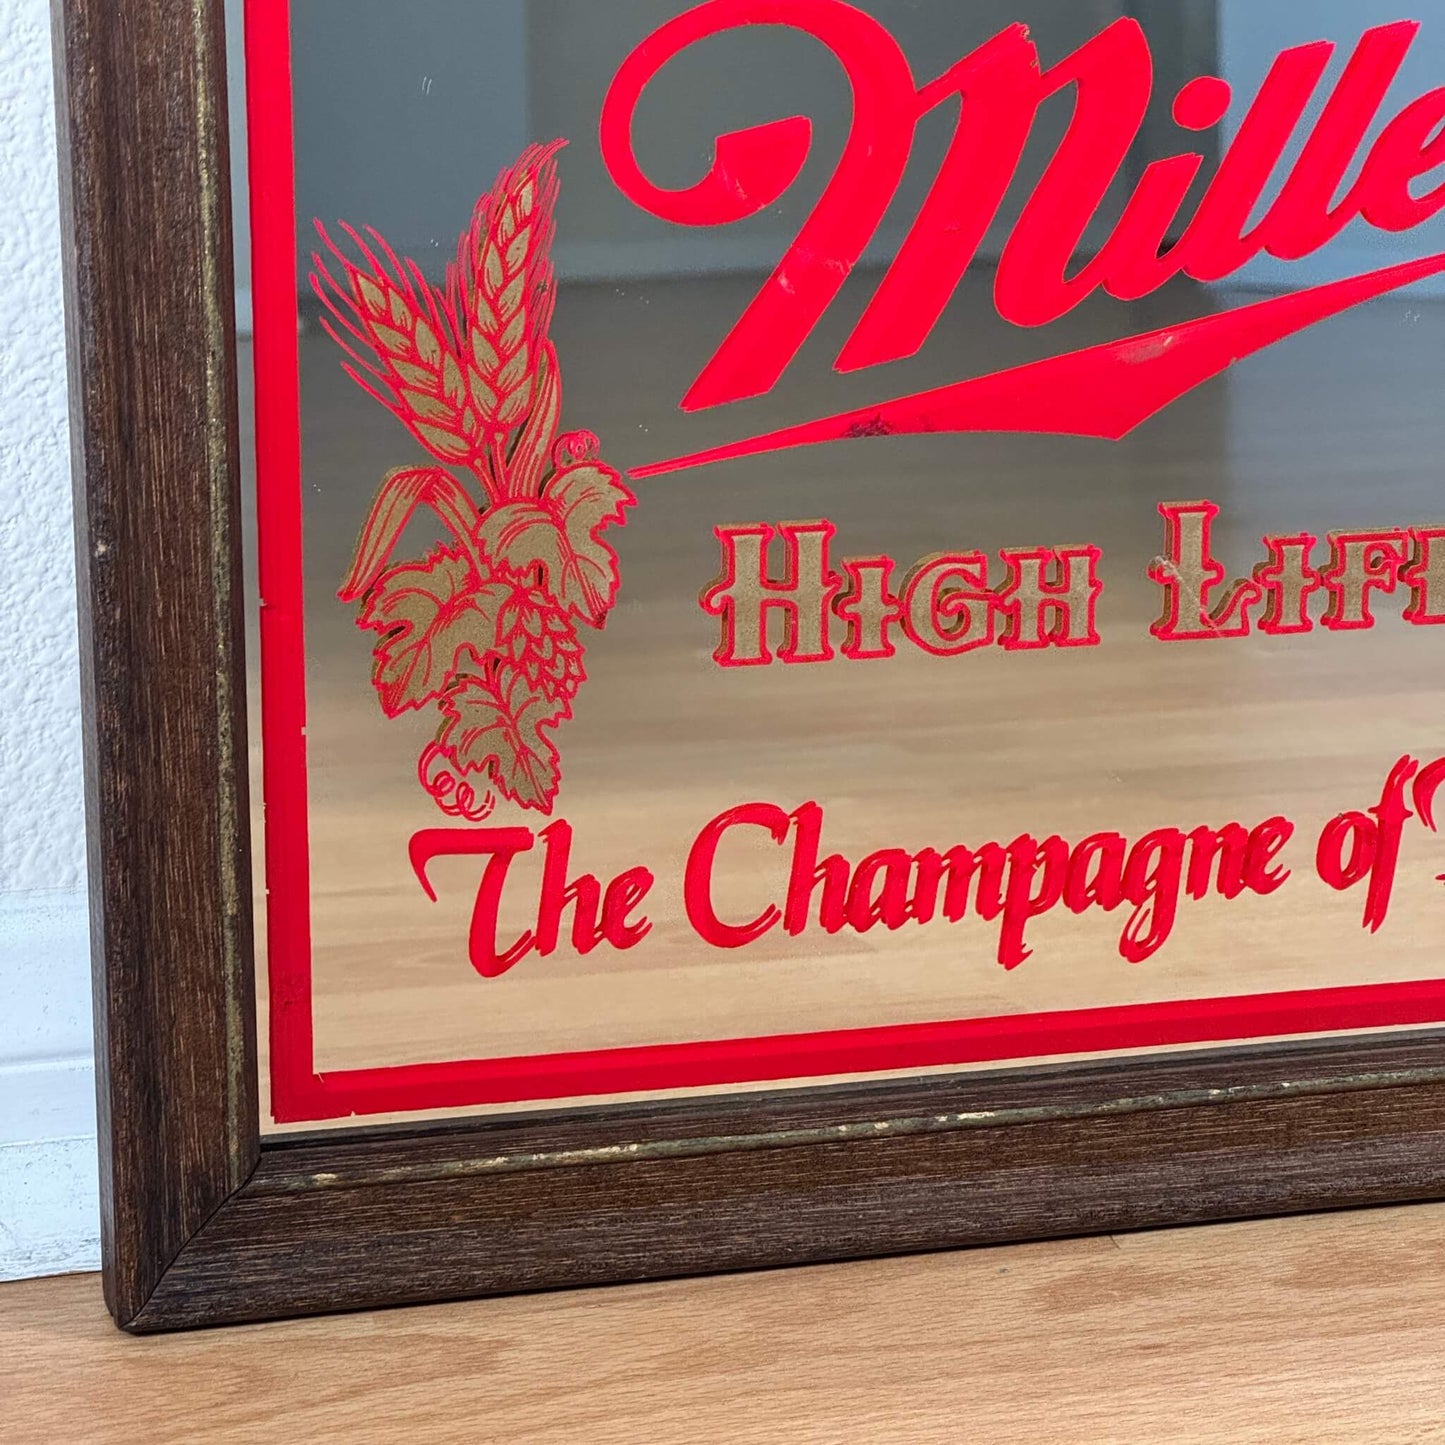 Mille
HIGH LIF
The Champagne of